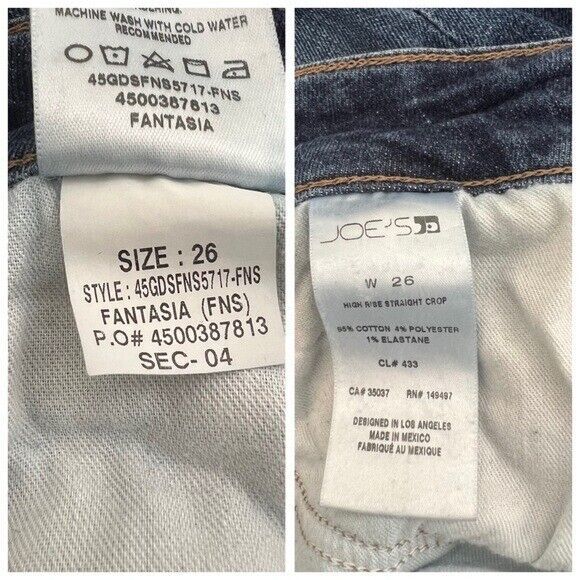 MACHINE WASH WITH COLD WATER
RECOMMENDED
45GDSFNS5717-FNS
4500387813
FANTASIA
SIZE : 26
STYLE : 45GDSFNS5717-FNS
FANTASIA (FNS)
P.O# 4500387813
SEC- 04
JOE'S
W 26
HIGH RISE STRAIGHT CROP
95% COTTON 4% POLYESTER
1% ELASTANE
CL# 433
CA# 35037 RN# 149497
DESIGNED IN LOS ANGELES
MADE IN MEXICO
FABRIQUÉ AU MEXIQUE